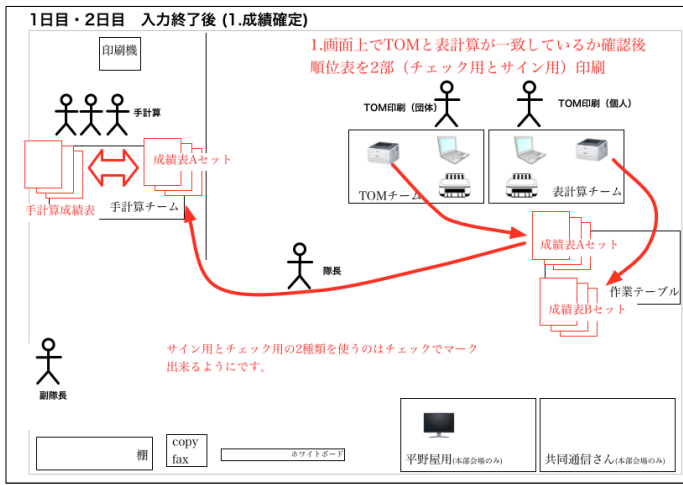 1日目・2日目　入力終了後 (1.成績確定)
印刷機
1.画面上でTOMと表計算が一致しているか確認後
順位表を2部（チェック用とサイン用）印刷
手計算
TOM印刷（団体）
TOM印刷（個人）
成績表Aセット
手計算成績表
手計算チーム
TOMチーム
表計算チーム
成績表Aセット
隊長
作業テーブル
成績表Bセット
サイン用とチェック用の2種類を使うのはチェックでマーク
出来るようにです。
副隊長
棚
copy
fax
ホワイトボード
平野屋用(本部会場のみ)
共同通信さん(本部会場のみ)